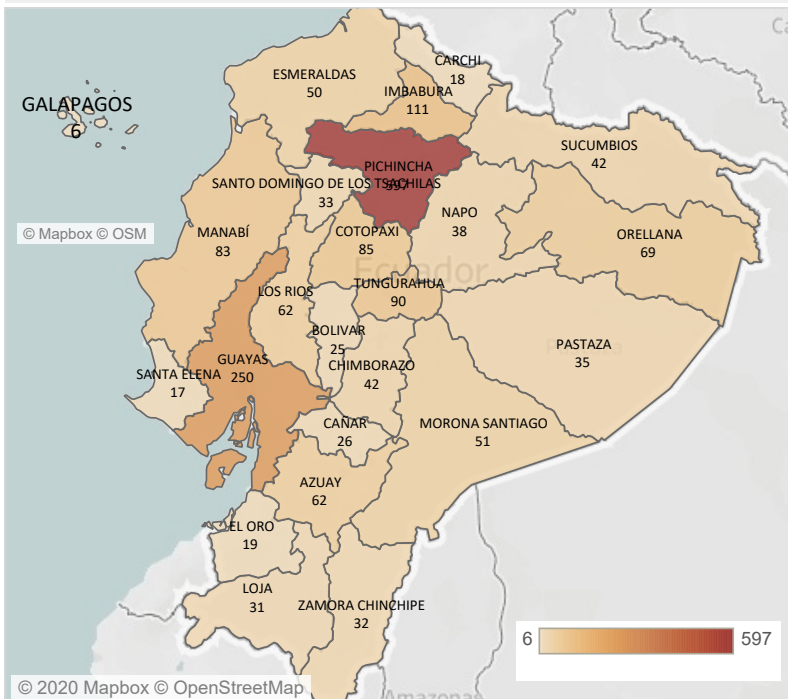 CARCHI
18
ESMERALDAS
50
IMBABURA
111
GALAPAGOS
6
SUCUMBIOS
42
PICHINCHA
597
SANTO DOMINGO DE LOS TSACHILAS
33
NAPO
38
© Mapbox © OSM
MANABÍ
83
COTOPAXI
85
ORELLANA
69
Ecuador
TUNGURAHUA
90
LOS RIOS
62
BOLIVAR
25
PASTAZA
35
GUAYAS
250
CHIMBORAZO
42
SANTA ELENA
17
MORONA SANTIAGO
51
CAÑAR
26
AZUAY
62
EL ORO
19
LOJA
31
ZAMORA CHINCHIPE
32
6 597
© 2020 Mapbox © OpenStreetMap
Amazonas